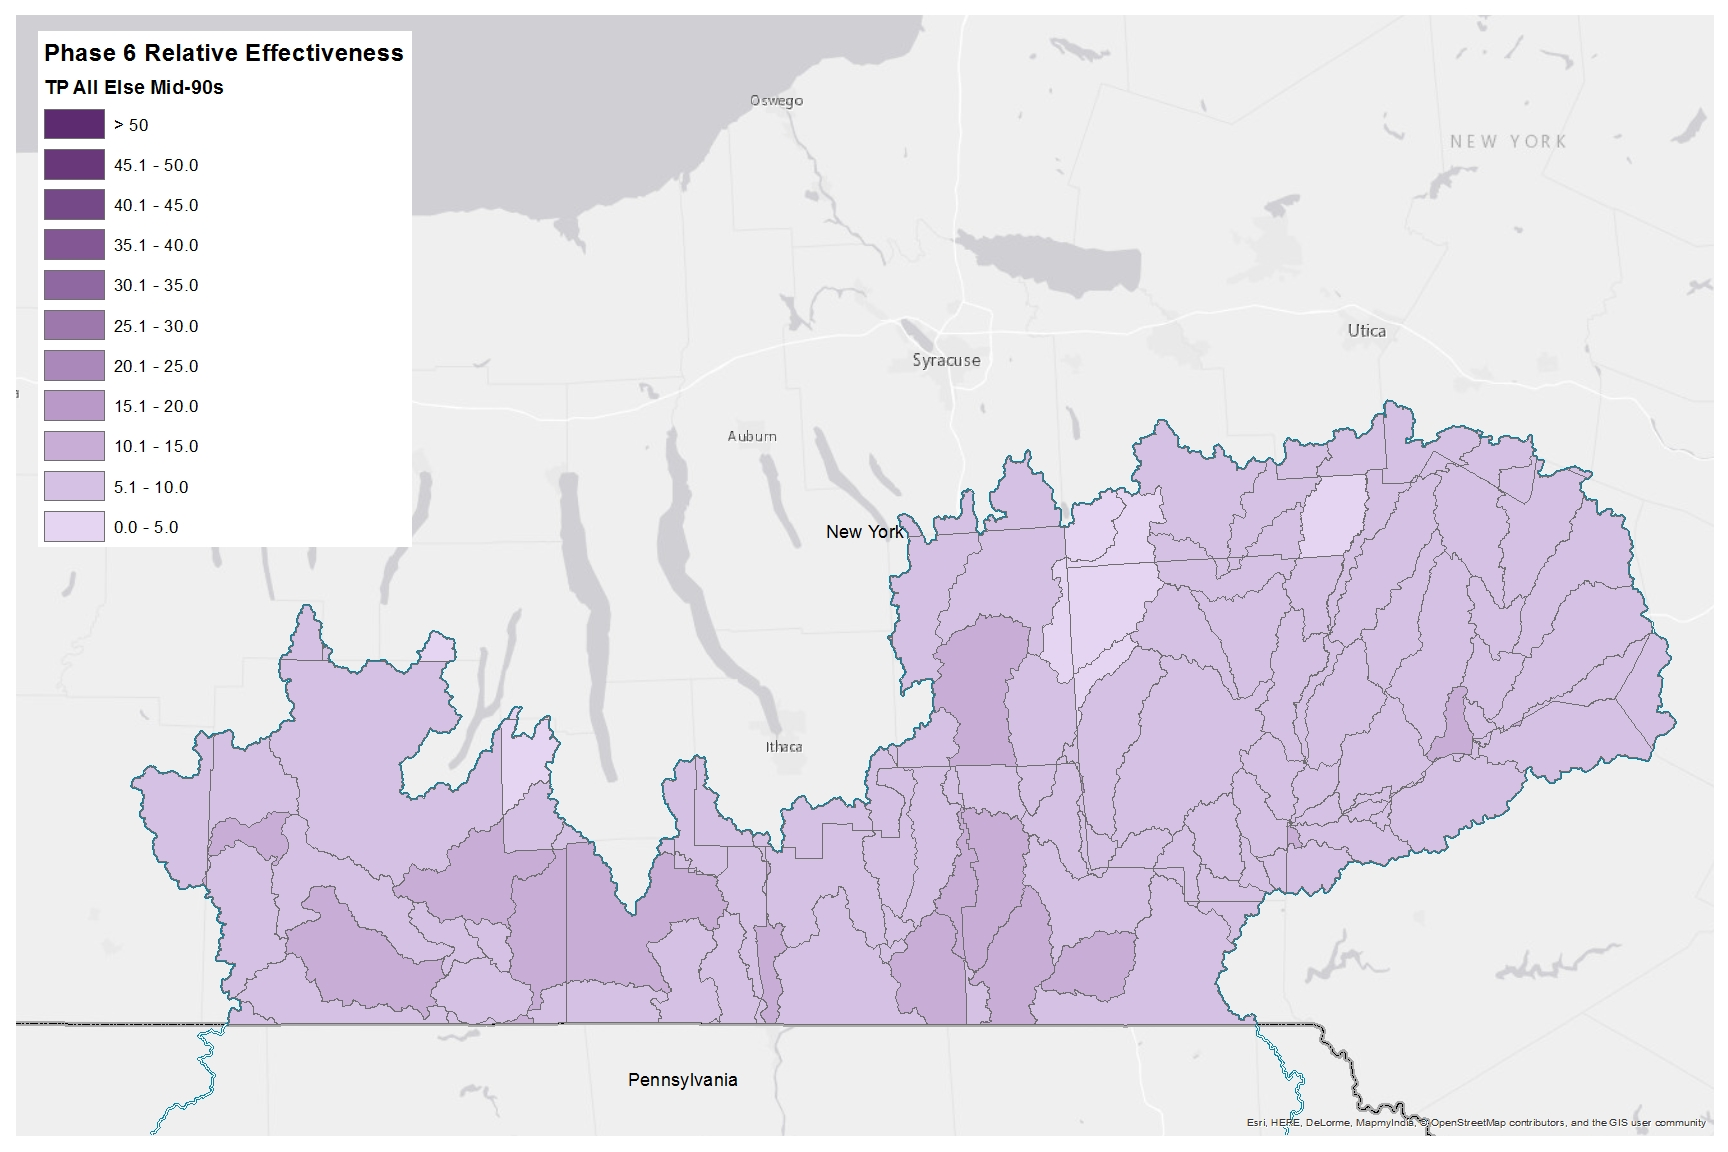 Phase 6 Relative Effectiveness
TP All Else Mid-90s
> 50
45.1 - 50.0
40.1 - 45.0
35.1 - 40.0
30.1 - 35.0
25.1 - 30.0
20.1 - 25.0
15.1 - 20.0
10.1 - 15.0
5.1 - 10.0
0.0 - 5.0
Oswego
NEW YORK
Utica
Syracuse
Auburn
New York
Ithaca
Pennsylvania
Esri, HERE, DeLorme, MapmyIndia, © OpenStreetMap contributors, and the GIS user community